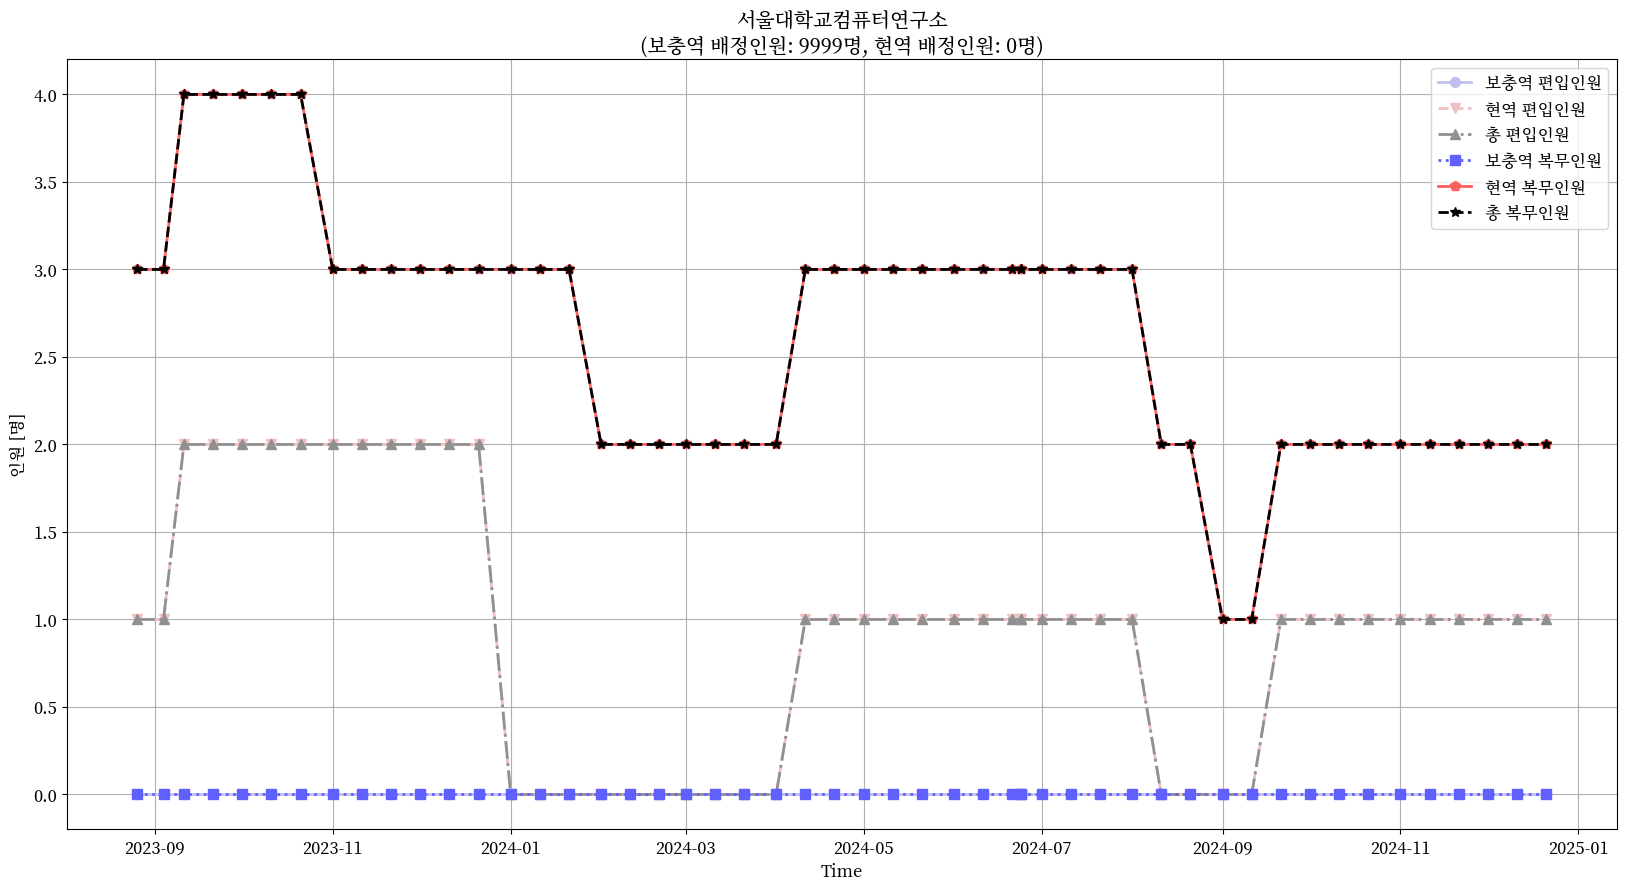 서울대학교컴퓨터연구소
(보충역 배정인원: 9999명, 현역 배정인원: 0명)
보충역 편입인원
현역 편입인원
총 편입인원
보충역 복무인원
현역 복무인원
총 복무인원
인원 [명]
4.0
3.5
3.0
2.5
2.0
1.5
1.0
0.5
0.0
2023-09 2023-11 2024-01 2024-03 2024-05 2024-07 2024-09 2024-11 2025-01
Time